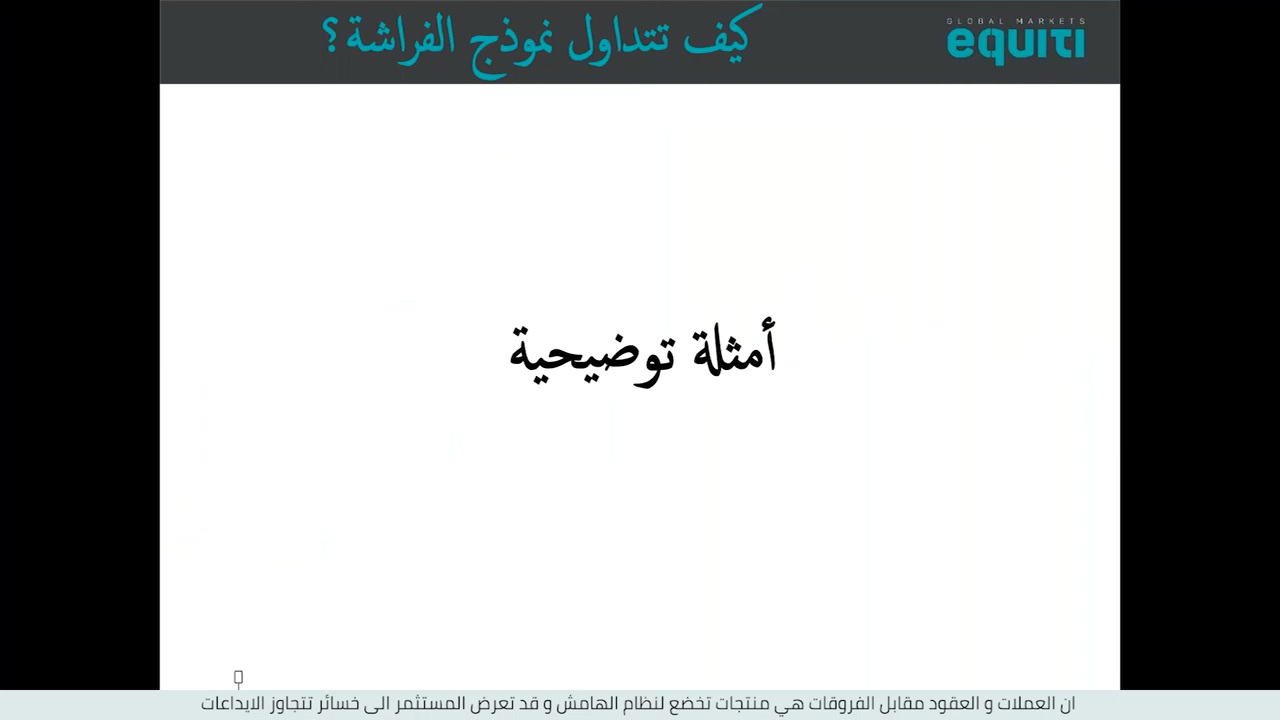 كيف تتداول نموذج الفراشة؟
GLOBAL MARKETS
equiti
أمثلة توضيحية
ان العملات و العقود مقابل الفروقات هي منتجات تخضع لنظام الهامش و قد تعرض المستثمر الى خسائر تتجاوز الايداعات